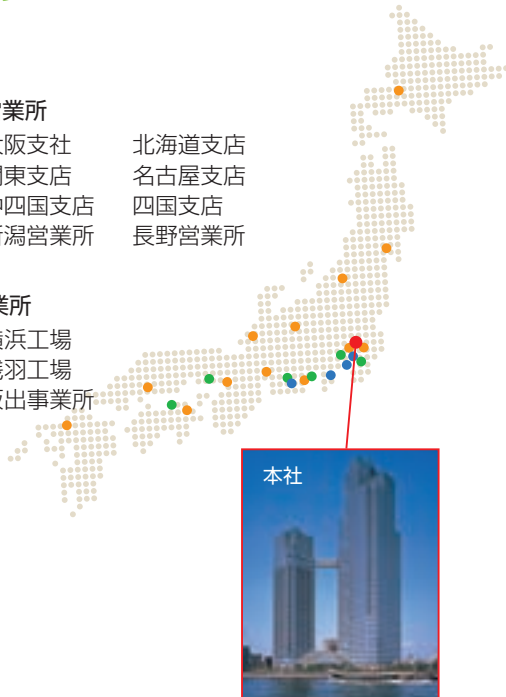 営業所
大阪支社 北海道支店
関東支店 名古屋支店
中四国支店 四国支店
新潟営業所 長野営業所
業所
横浜工場
浅羽工場
坂出事業所
本社